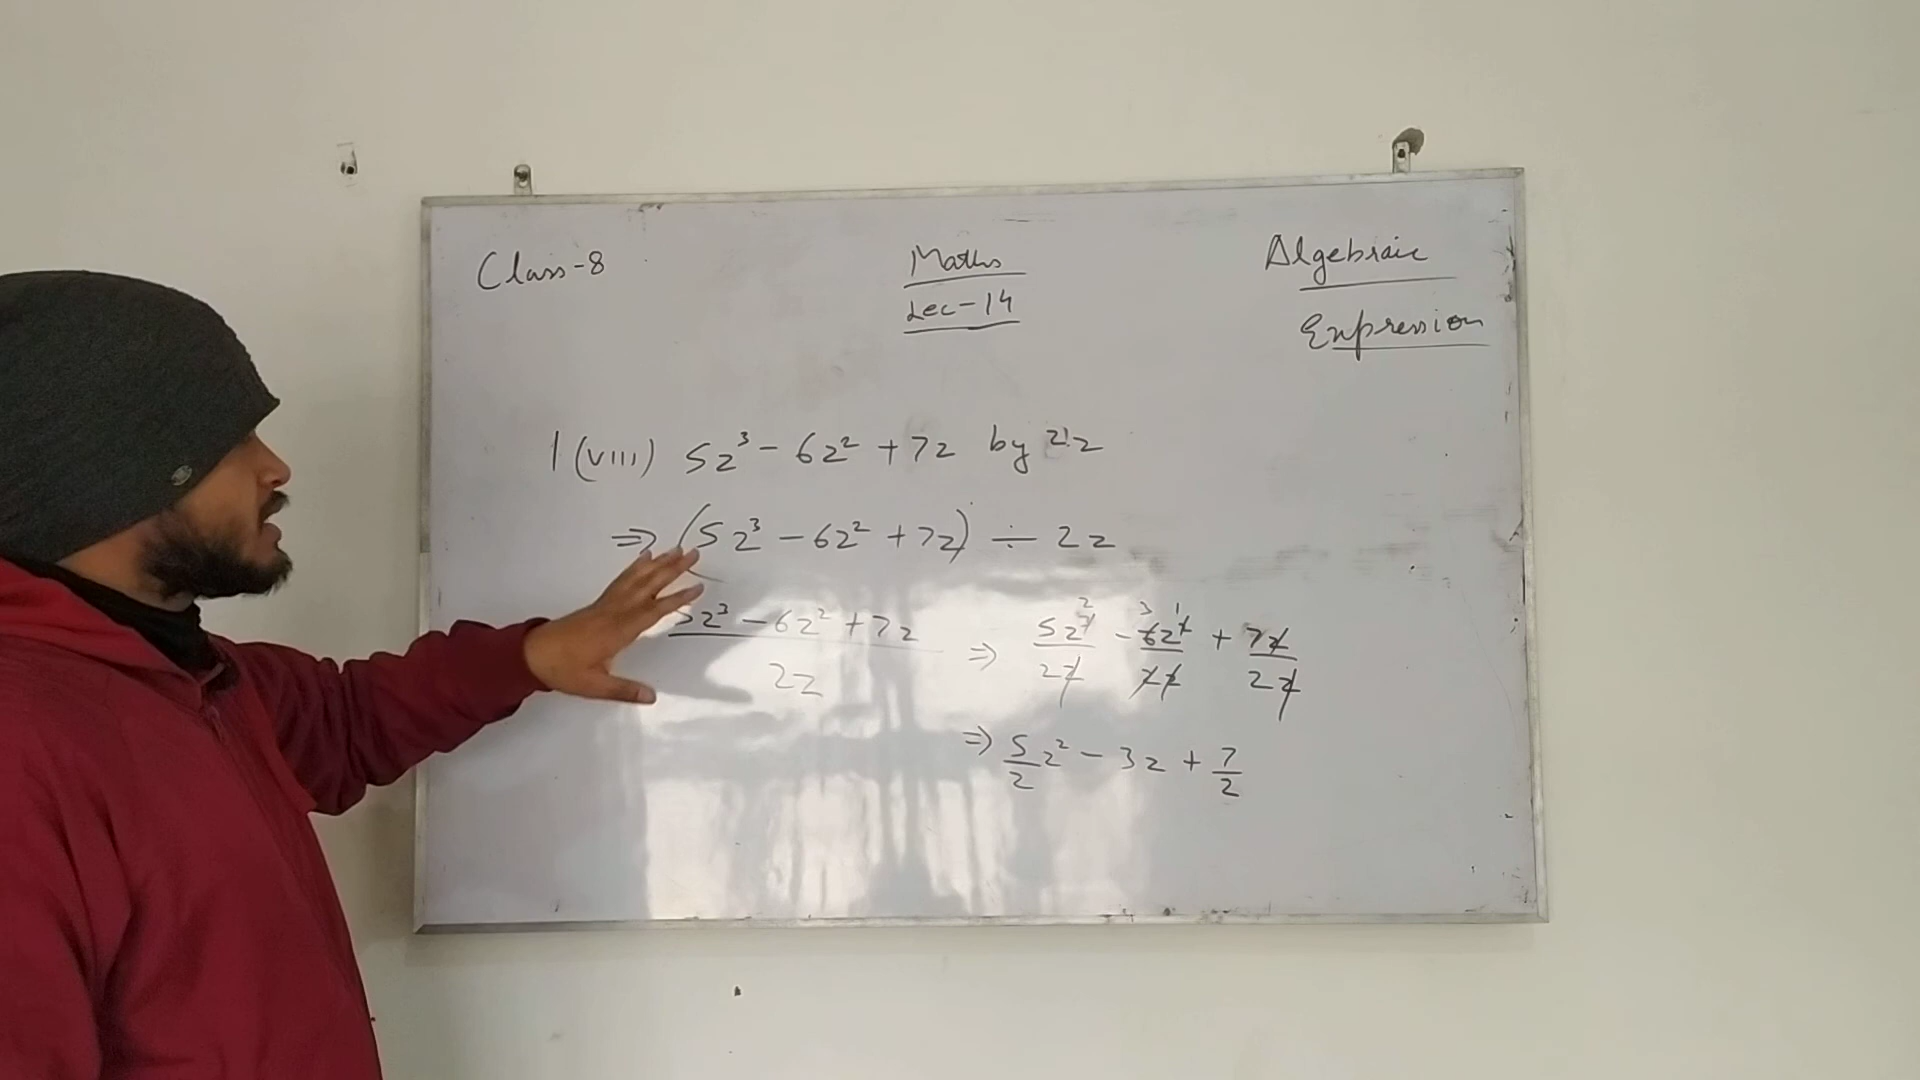 Class-8
Maths
Lec-14
Algebraic
Expression
1 (VIII) 5z³ - 6z² + 7z by 2z
⇒ (5z³ - 6z² + 7z) ÷ 2z
5z³ - 6z² + 7z / 2z ⇒ 5z³/2z - 6z²/2z + 7z/2z
⇒ 5/2 z² - 3z + 7/2